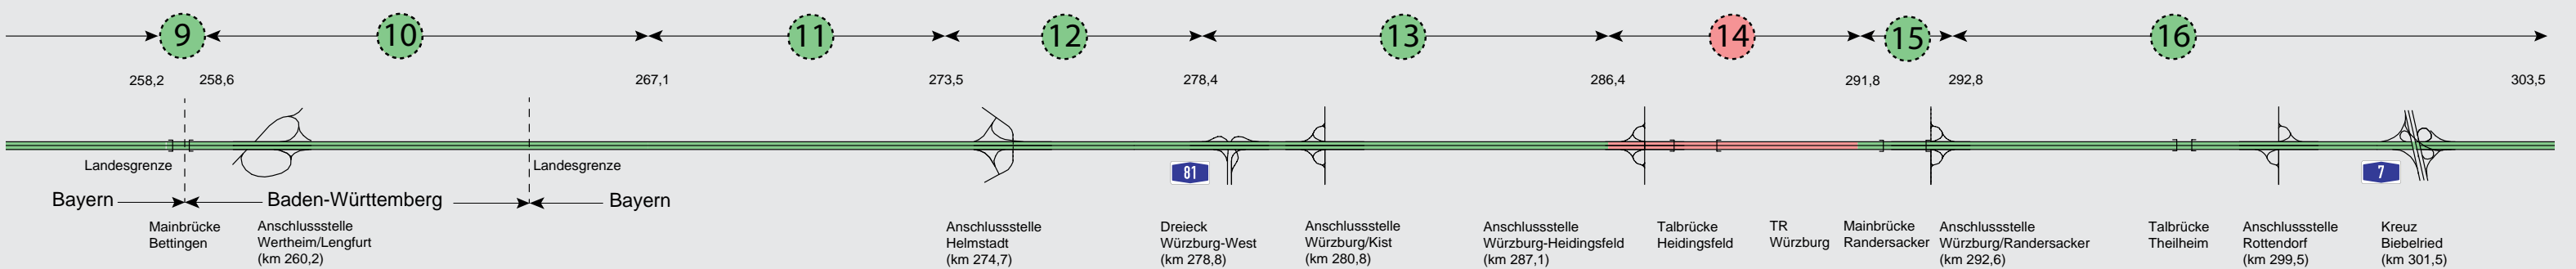 9 10 11 12 13 14 15 16
258,2 258,6 267,1 273,5 278,4 286,4 291,8 292,8 303,5
Landesgrenze Landesgrenze
81 7
Bayern Baden-Württemberg Bayern
Mainbrücke
Bettingen
Anschlussstelle
Wertheim/Lengfurt
(km 260,2)
Anschlussstelle
Helmstadt
(km 274,7)
Dreieck
Würzburg-West
(km 278,8)
Anschlussstelle
Würzburg/Kist
(km 280,8)
Anschlussstelle
Würzburg-Heidingsfeld
(km 287,1)
Talbrücke
Heidingsfeld
TR
Würzburg
Mainbrücke
Randersacker
Anschlussstelle
Würzburg/Randersacker
(km 292,6)
Talbrücke
Theilheim
Anschlussstelle
Rottendorf
(km 299,5)
Kreuz
Biebelried
(km 301,5)